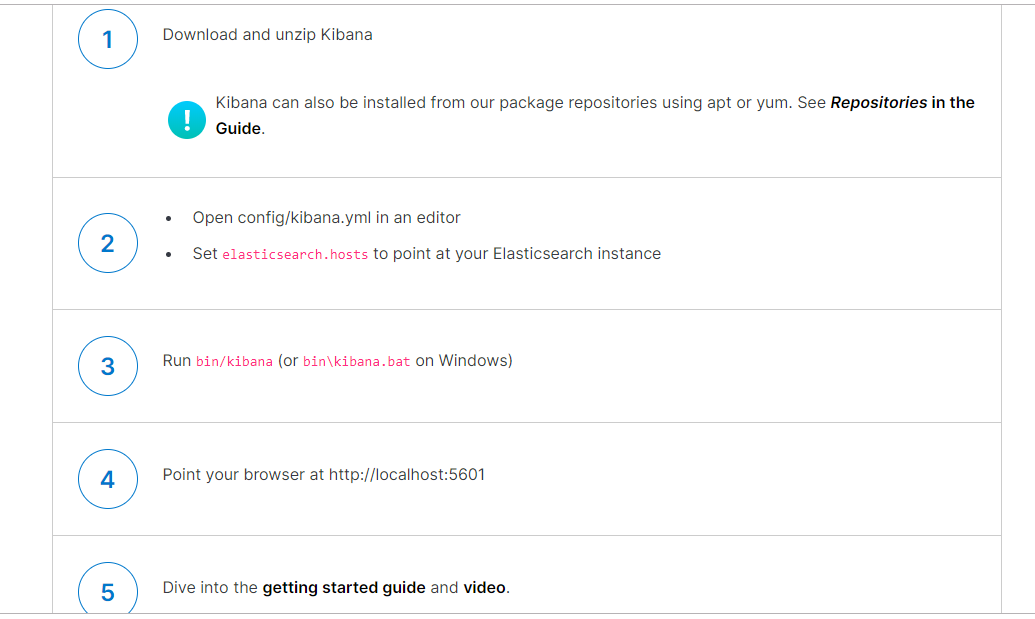 1
Download and unzip Kibana
!
Kibana can also be installed from our package repositories using apt or yum. See Repositories in the
Guide.
2
• Open config/kibana.yml in an editor
• Set elasticsearch.hosts to point at your Elasticsearch instance
3
Run bin/kibana (or bin\kibana.bat on Windows)
4
Point your browser at http://localhost:5601
5
Dive into the getting started guide and video.